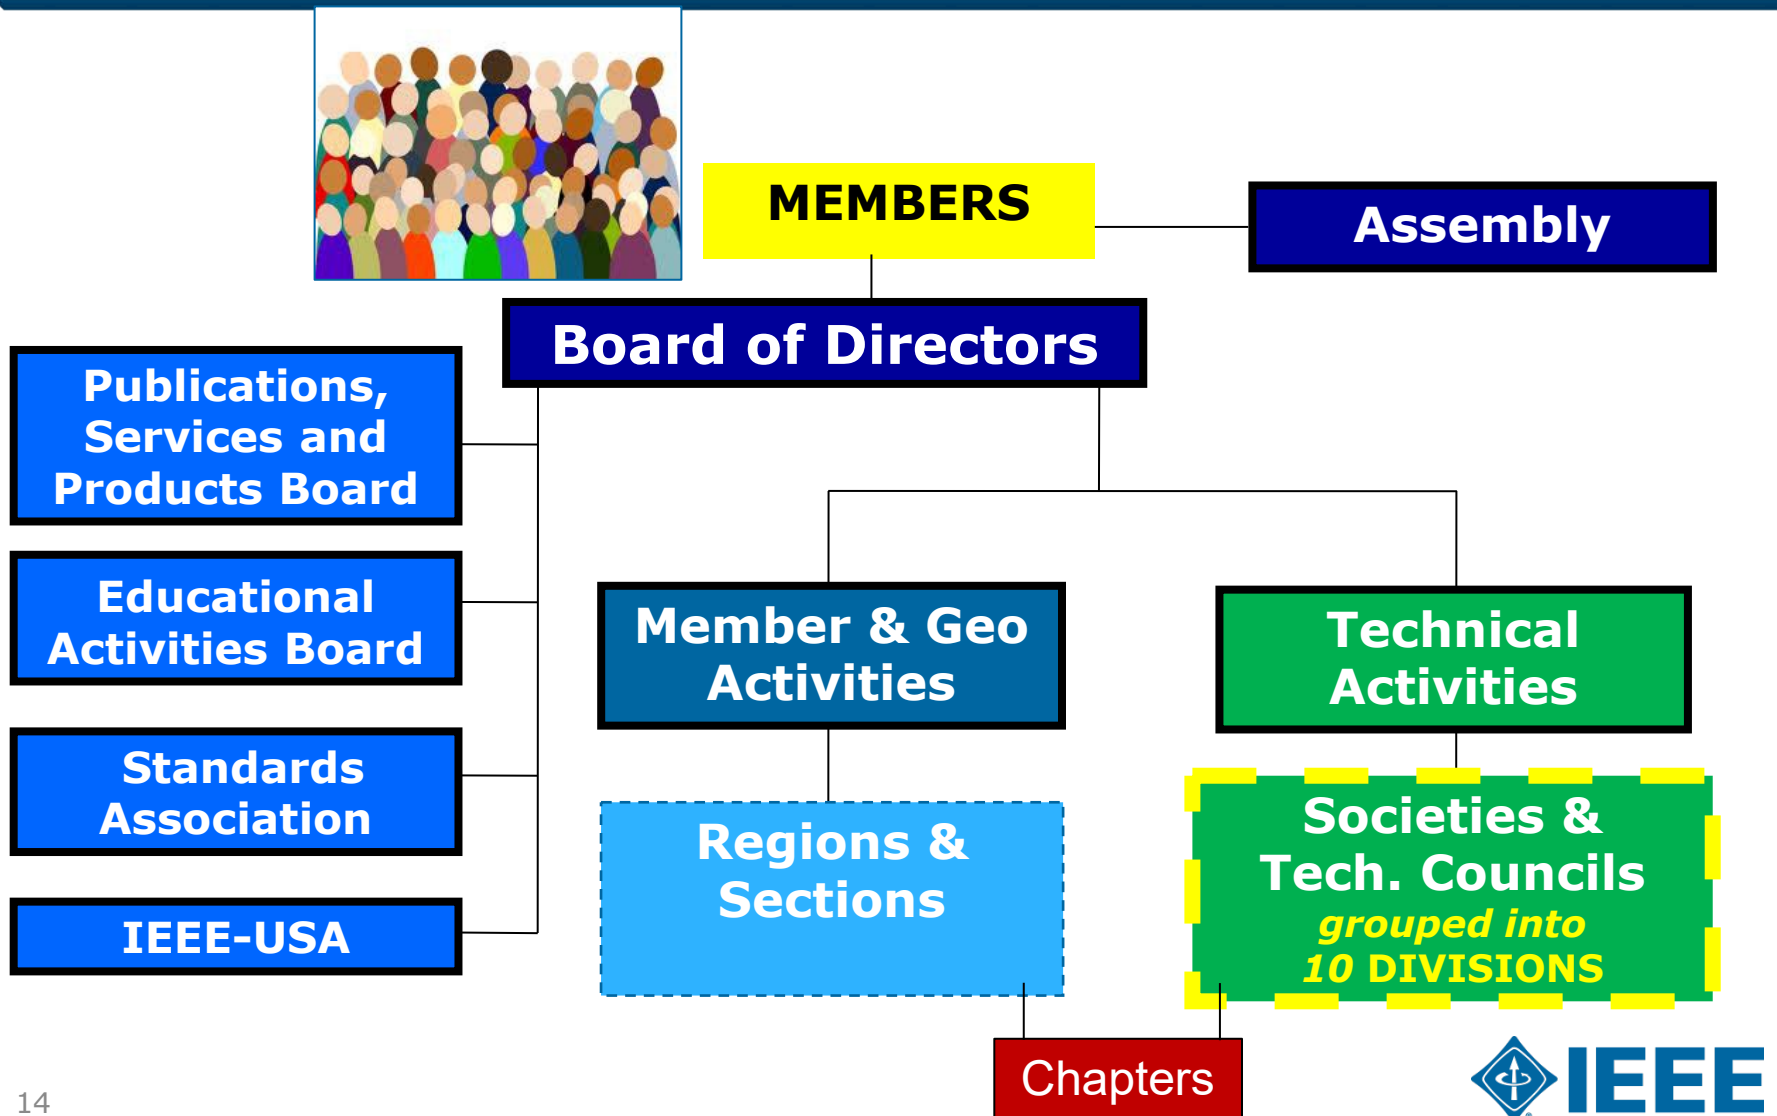 MEMBERS
Assembly
Board of Directors
Publications,
Services and
Products Board
Educational
Activities Board
Standards
Association
IEEE-USA
Member & Geo
Activities
Technical
Activities
Regions &
Sections
Societies &
Tech. Councils
grouped into
10 DIVISIONS
Chapters
14
IEEE